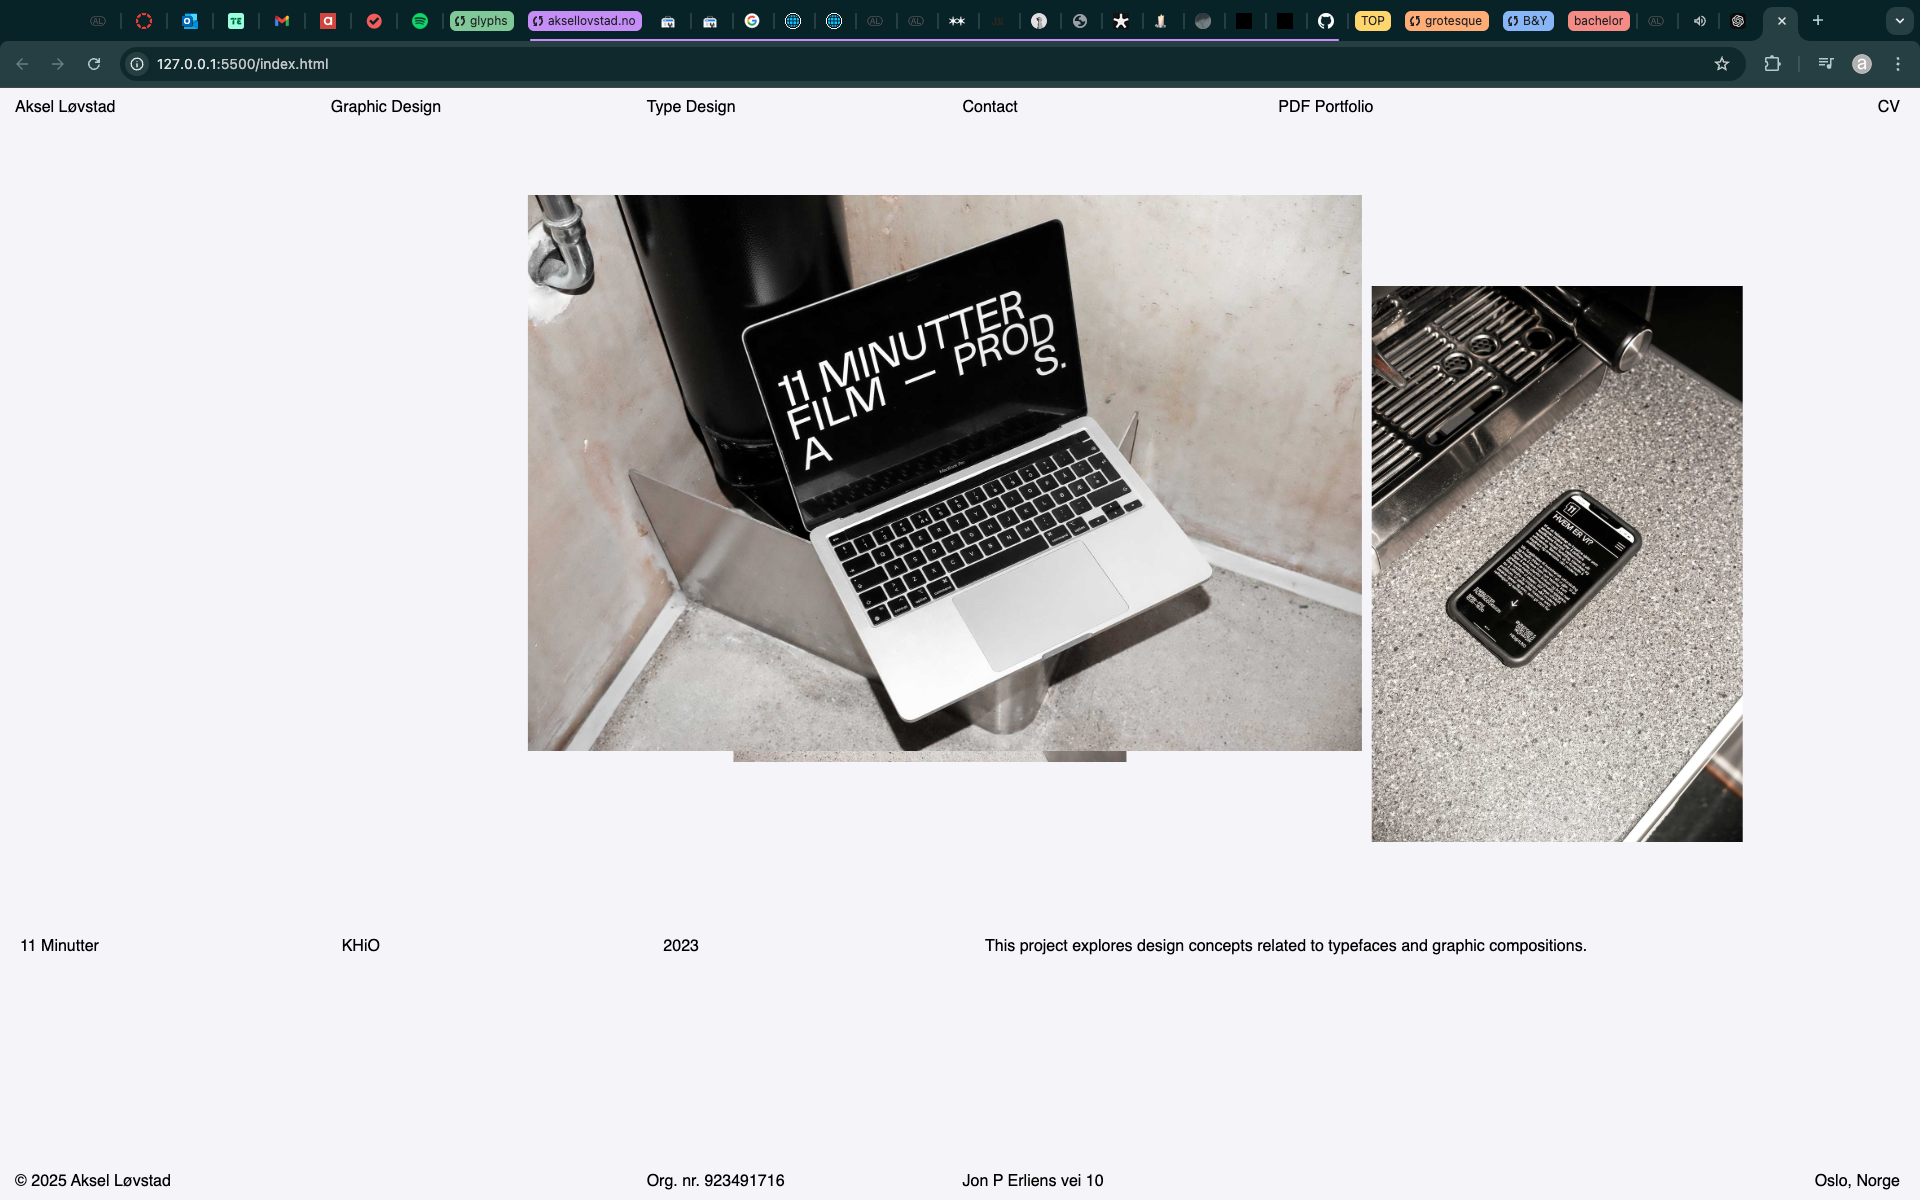 glyphs
aksellovstad.no
TOP
grotesque
B&Y
bachelor
127.0.0.1:5500/index.html
a
Aksel Løvstad
Graphic Design
Type Design
Contact
PDF Portfolio
CV
11 MINUTTER
FILM — PROD
A S.
MacBook Pro
11
HVEM ER VI?
11 Minutter
KHiO
2023
This project explores design concepts related to typefaces and graphic compositions.
© 2025 Aksel Løvstad
Org. nr. 923491716
Jon P Erliens vei 10
Oslo, Norge